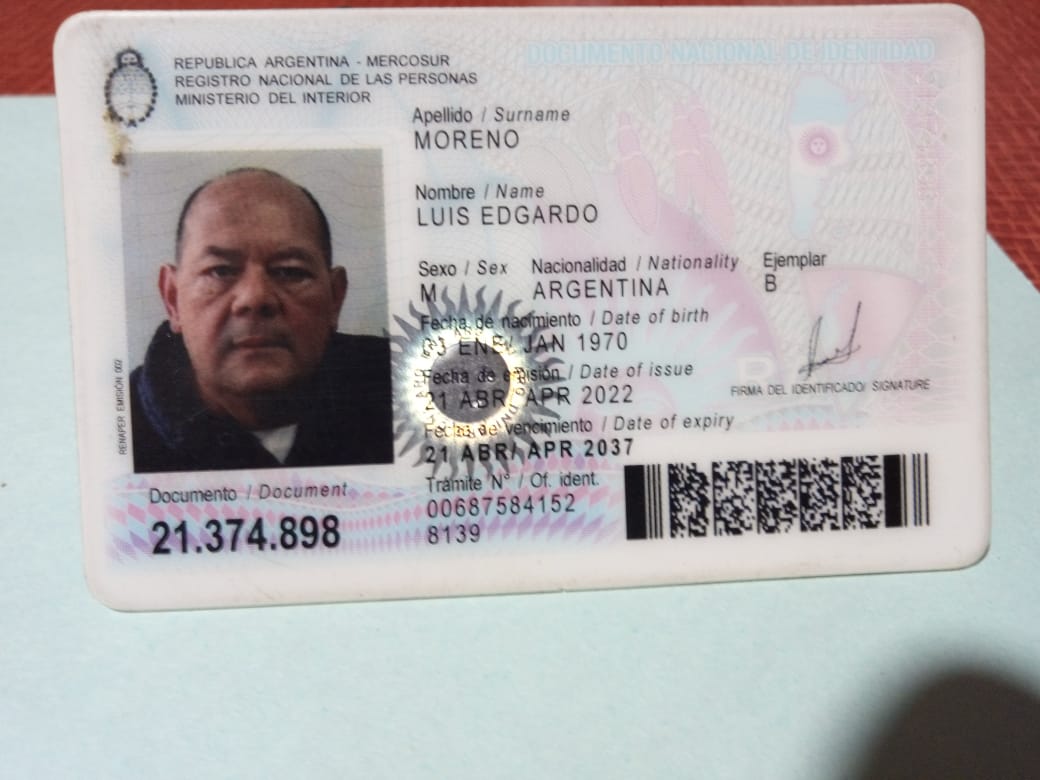 DOCUMENTO NACIONAL DE IDENTIDAD
REPUBLICA ARGENTINA - MERCOSUR
REGISTRO NACIONAL DE LAS PERSONAS
MINISTERIO DEL INTERIOR
Apellido / Surname
MORENO
Nombre / Name
LUIS EDGARDO
Sexo / Sex Nacionalidad / Nationality Ejemplar
M ARGENTINA B
Fecha de nacimiento / Date of birth
JAN 1970
Fecha de emisión / Date of issue
21 ABR/ APR 2022
FIRMA DEL IDENTIFICADO/ SIGNATURE
Fecha de vencimiento / Date of expiry
21 ABR/ APR 2037
Trámite N° / Of. ident.
00687584152
8139
Documento / Document
21.374.898
RENAPER EMISIÓN 002